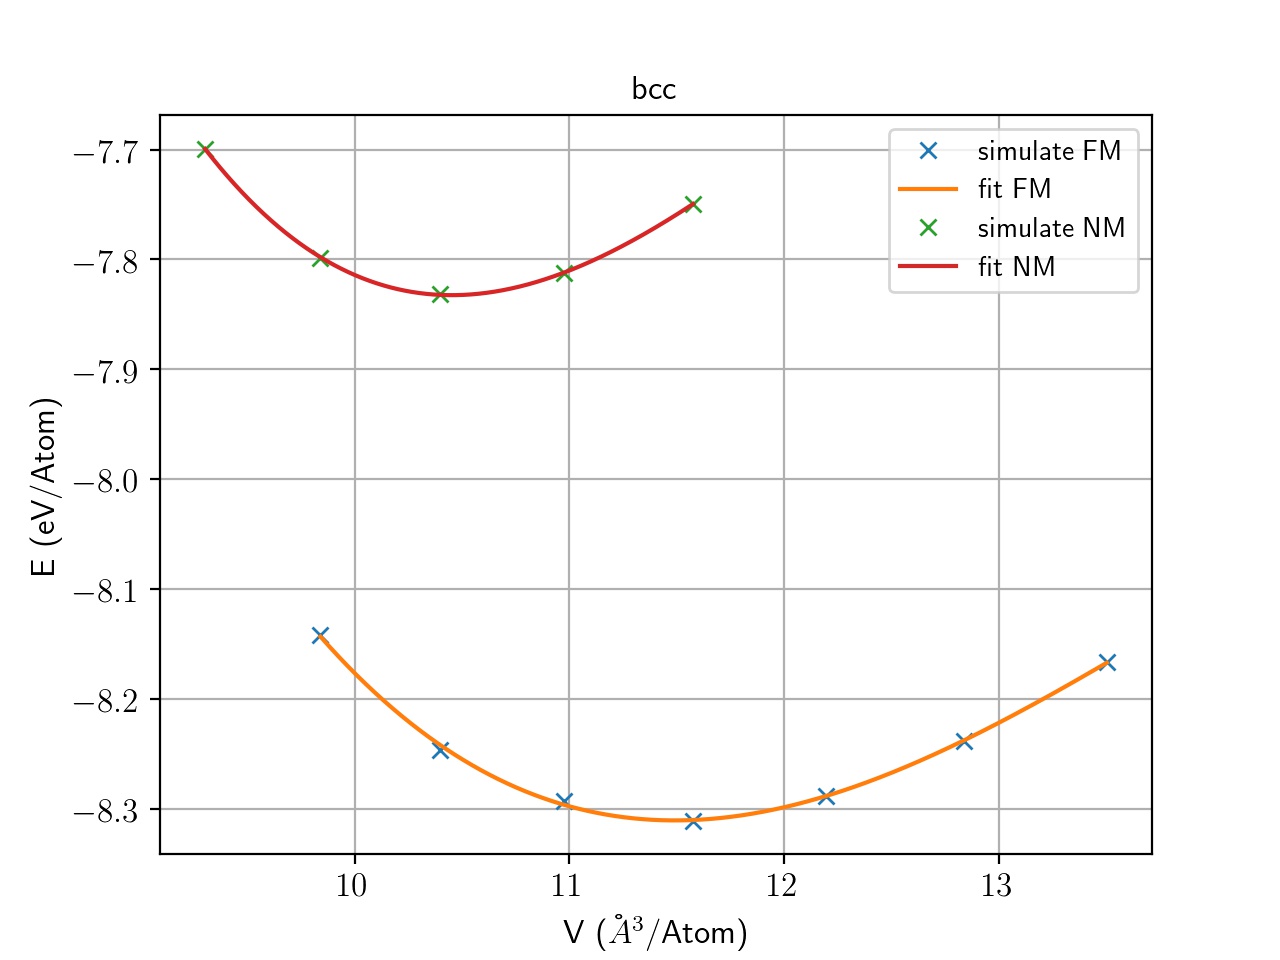 bcc
−7.7
−7.8
−7.9
−8.0
−8.1
−8.2
−8.3
E (eV/Atom)
simulate FM
fit FM
simulate NM
fit NM
10
11
12
13
V (Å³/Atom)